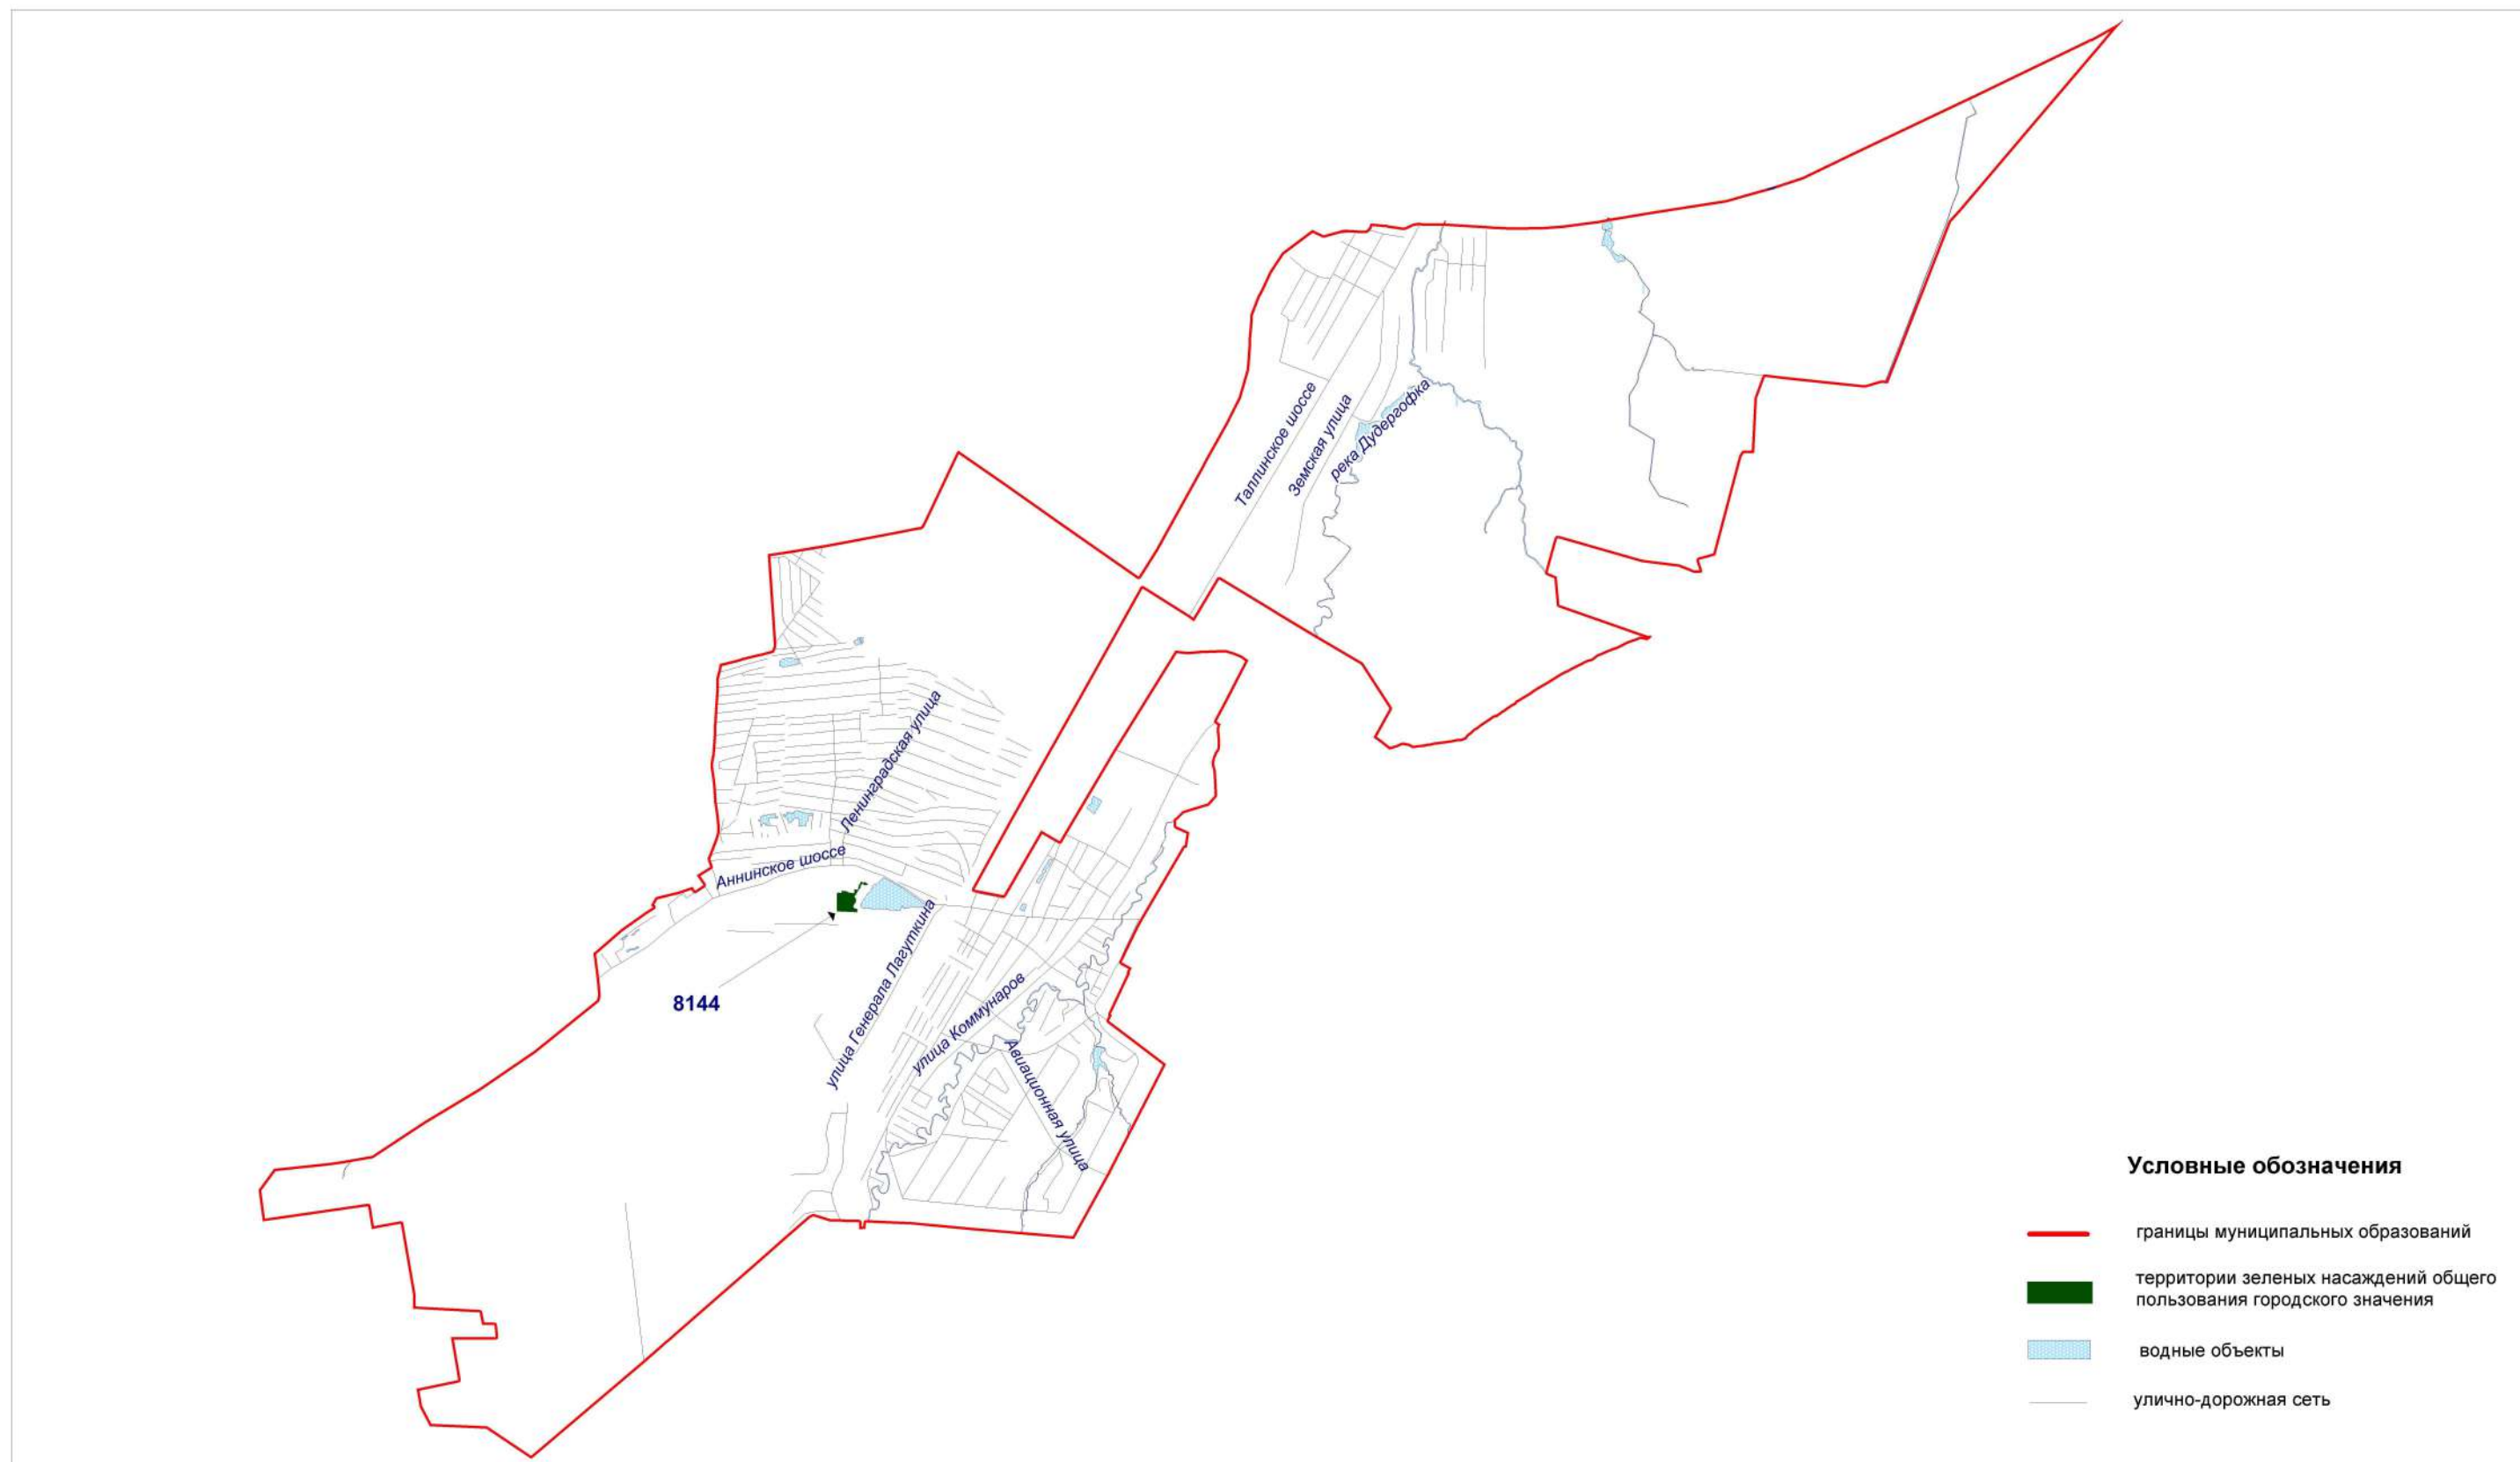 Таллинское шоссе
Земская улица
река Дудергофка
Ленинградская улица
Аннинское шоссе
улица Генерала Лагуткина
8144
улица Коммунаров
Авиационная улица
Условные обозначения
границы муниципальных образований
территории зеленых насаждений общего
пользования городского значения
водные объекты
улично-дорожная сеть